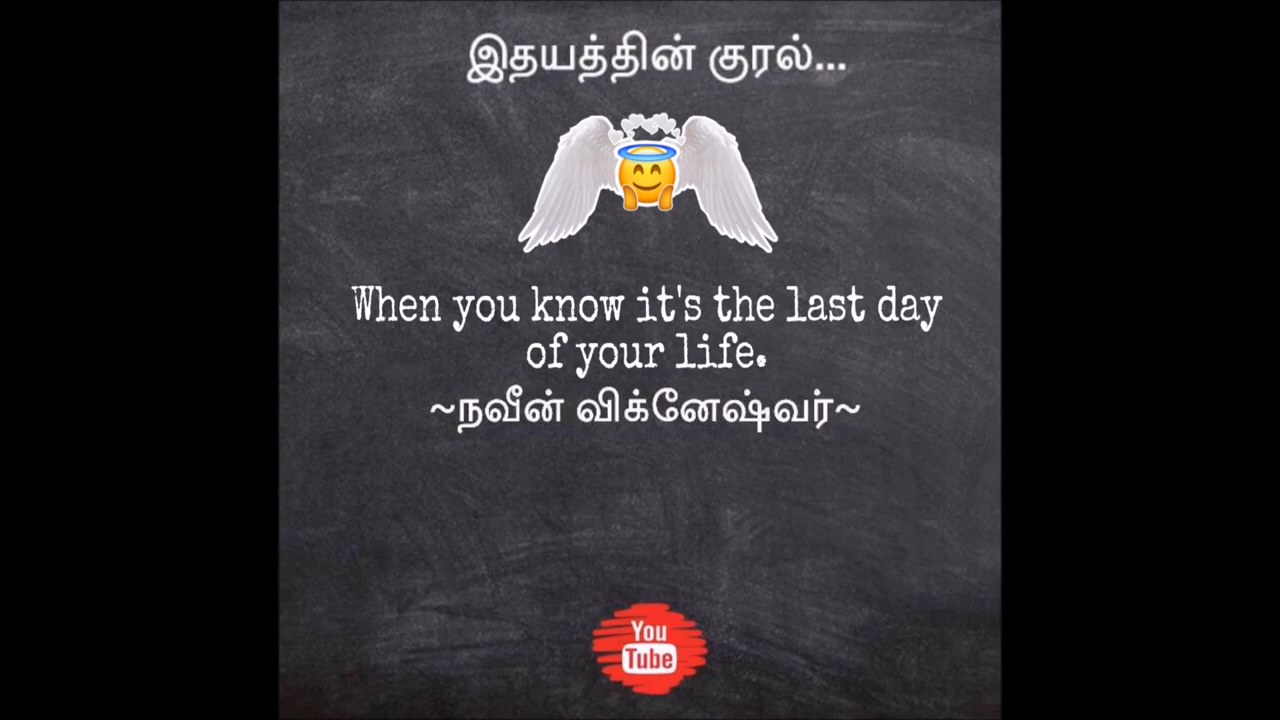 இதயத்தின் குரல்...
When you know it's the last day
of your life.
~நவீன் விக்னேஷ்வர்~
You
Tube